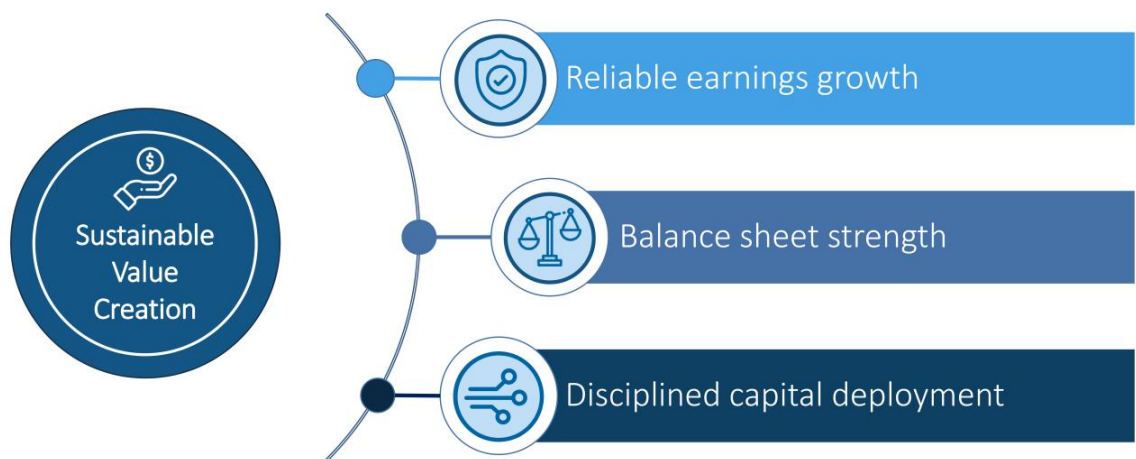 $
Sustainable
Value
Creation
Reliable earnings growth
Balance sheet strength
Disciplined capital deployment